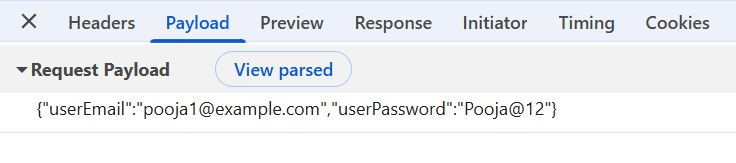 Headers Payload Preview Response Initiator Timing Cookies
Request Payload View parsed
{"userEmail":"pooja1@example.com","userPassword":"Pooja@12"}